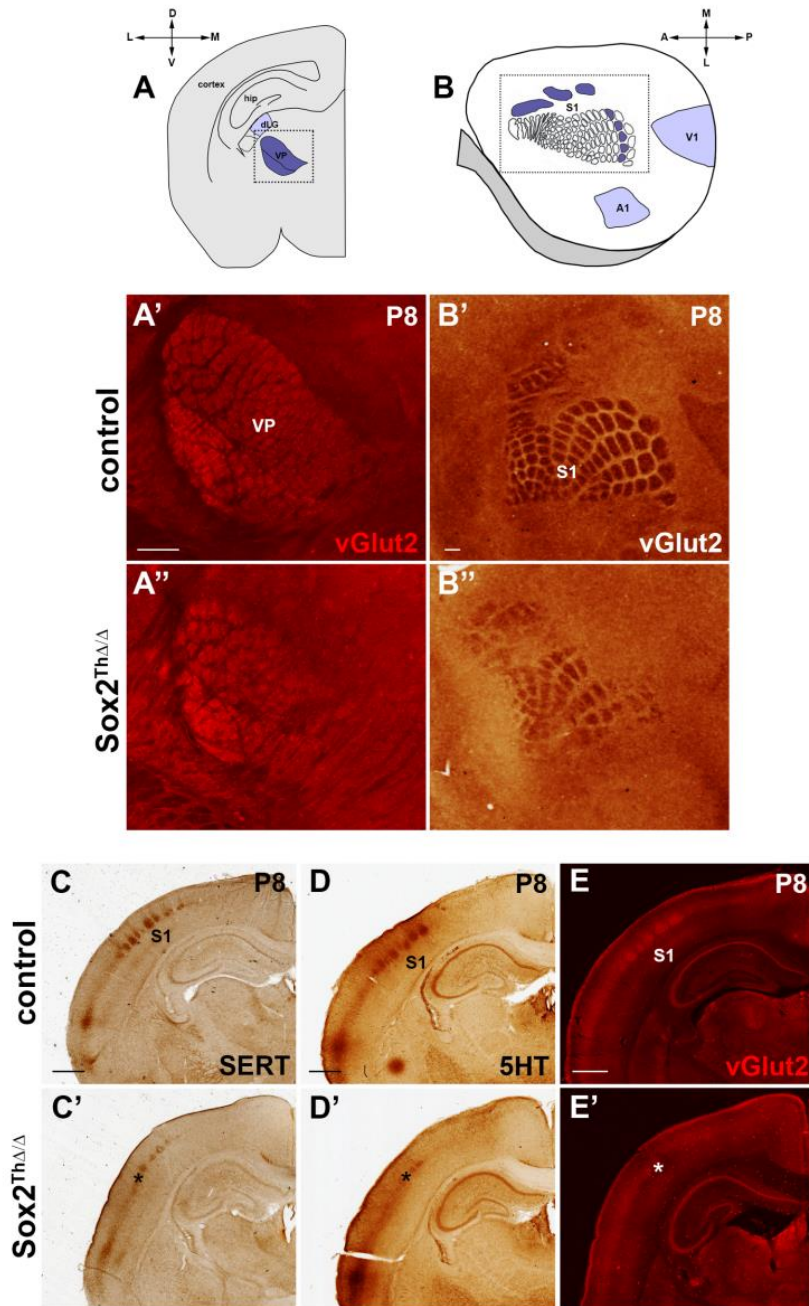 D
L M
V
A
cortex
hip
dLG
VP
M
A P
L
B
S1
V1
A1
control
A' P8
VP
vGlut2
B' P8
S1
vGlut2
Sox2ThΔ/Δ
A''
B''
control
C P8
S1
SERT
D P8
S1
5HT
E P8
S1
vGlut2
Sox2ThΔ/Δ
C'
*
D'
*
E'
*